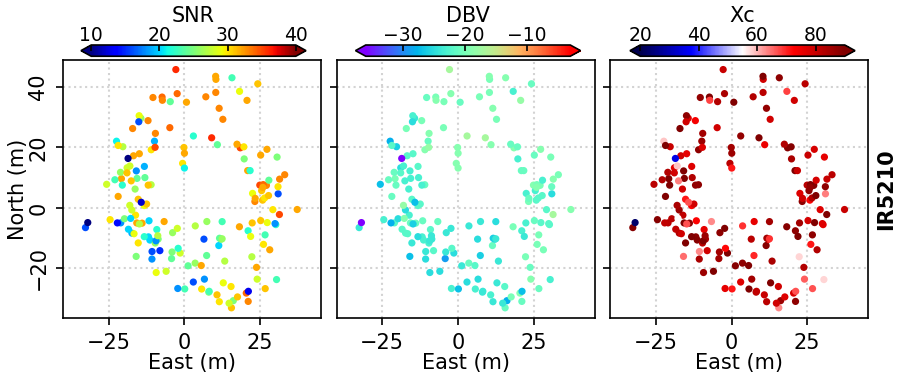 SNR DBV Xc
10 20 30 40 −30 −20 −10 20 40 60 80
40
20
0
−20
North (m)
IR5210
−25 0 25 −25 0 25 −25 0 25
East (m) East (m) East (m)